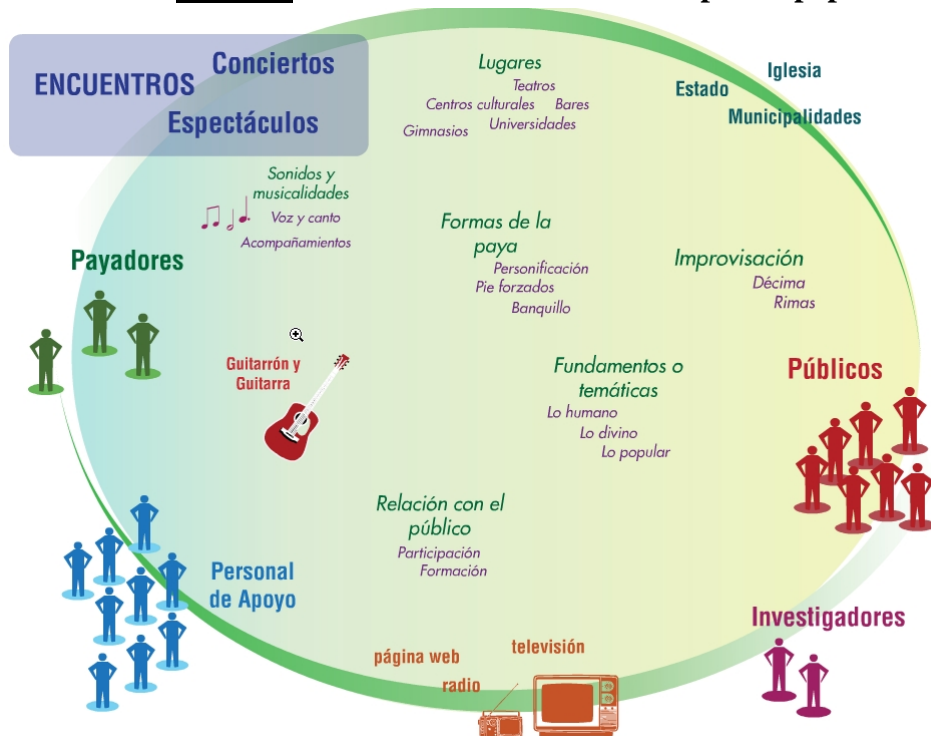 Conciertos
ENCUENTROS
Espectáculos
Lugares
Teatros
Centros culturales Bares
Gimnasios Universidades
Iglesia
Estado
Municipalidades
Sonidos y
musicalidades
Voz y canto
Acompañamientos
Formas de la
paya
Personificación
Pie forzados
Banquillo
Improvisación
Décima
Rimas
Payadores
Guitarrón y
Guitarra
Fundamentos o
temáticas
Lo humano
Lo divino
Lo popular
Públicos
Relación con el
público
Participación
Formación
Personal
de Apoyo
Investigadores
página web
televisión
radio